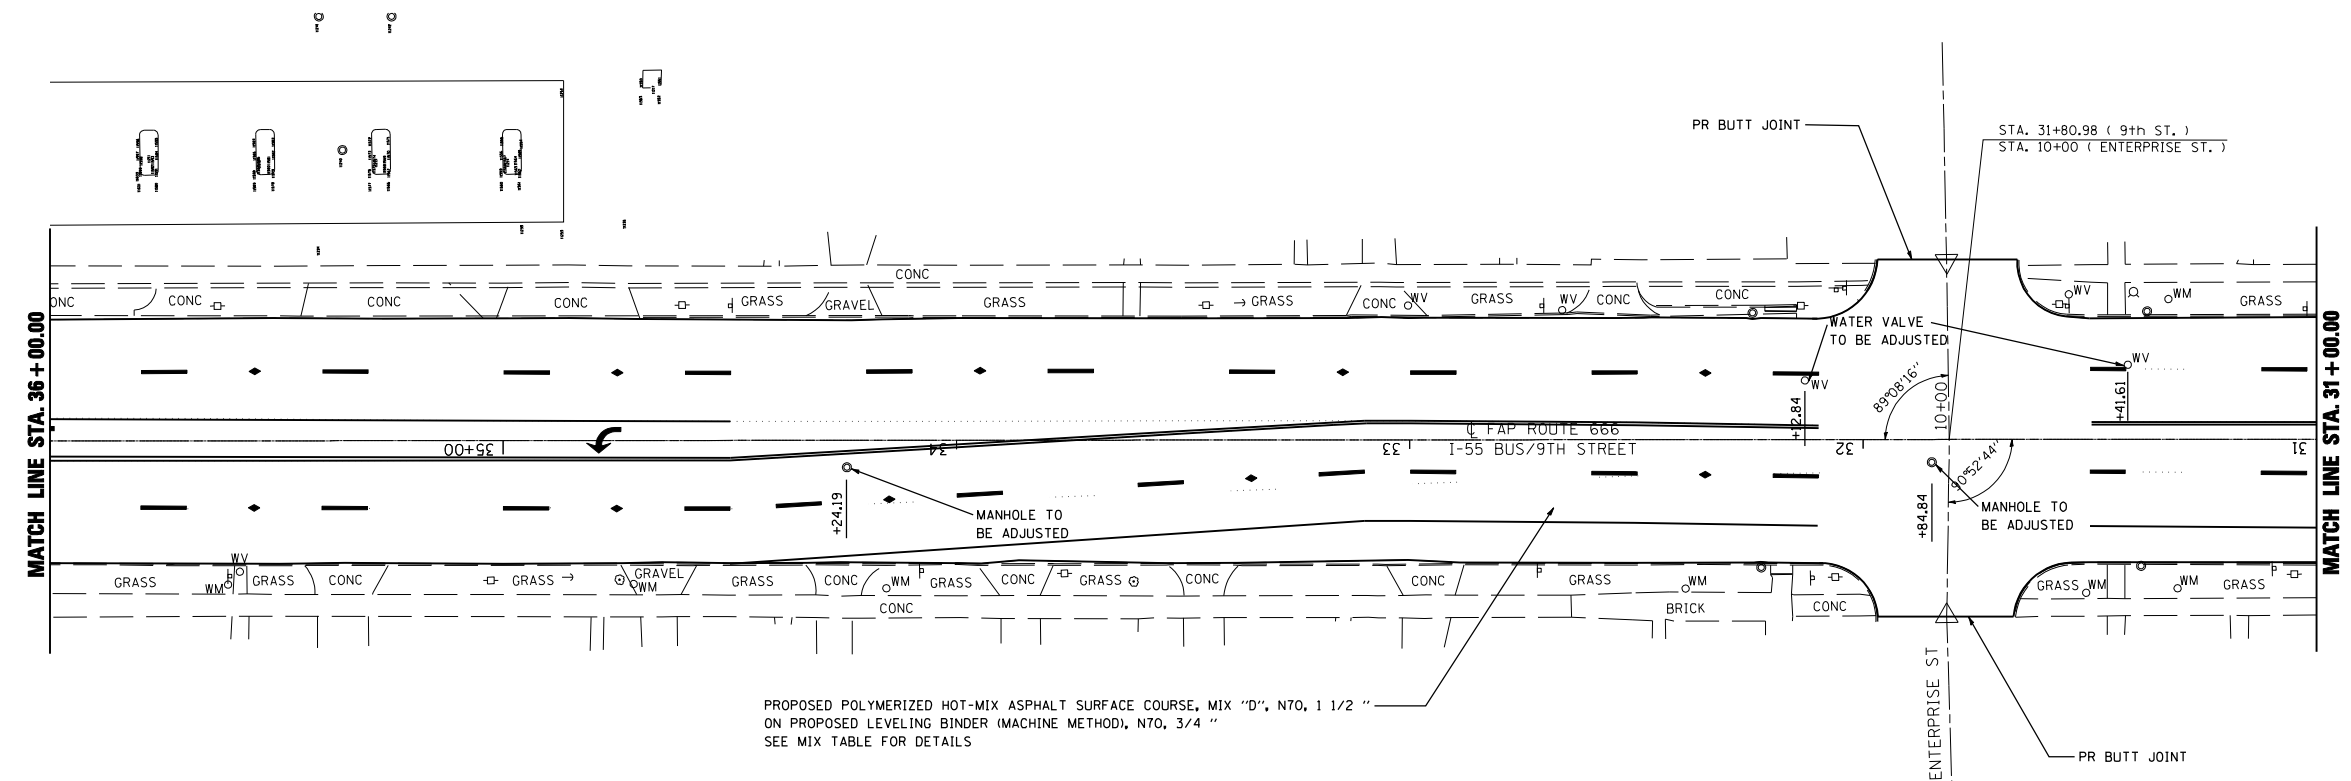 PR BUTT JOINT
STA. 31+80.98 ( 9th ST. )
STA. 10+00 ( ENTERPRISE ST. )
CONC
ONC
CONC
CONC
CONC
GRASS
GRAVEL
GRASS
GRASS
CONC
WV
GRASS
WV
CONC
CONC
WV
WM
GRASS
WATER VALVE
TO BE ADJUSTED
WV
WV
MATCH LINE STA. 36+00.00
MATCH LINE STA. 31+00.00
+12.84
89°08'16"
10+00
+41.61
35+00
34
33
℄ FAP ROUTE 666
I-55 BUS/9TH STREET
32
31
90°52'44"
+24.19
MANHOLE TO
BE ADJUSTED
+84.84
MANHOLE TO
BE ADJUSTED
WV
GRASS
WM
GRASS
CONC
GRASS
GRAVEL
WM
GRASS
CONC
WM
GRASS
CONC
GRASS
CONC
CONC
GRASS
WM
GRASS
WM
WM
GRASS
CONC
BRICK
CONC
ENTERPRISE ST
PROPOSED POLYMERIZED HOT-MIX ASPHALT SURFACE COURSE, MIX "D", N70, 1 1/2 "
ON PROPOSED LEVELING BINDER (MACHINE METHOD), N70, 3/4 "
SEE MIX TABLE FOR DETAILS
PR BUTT JOINT